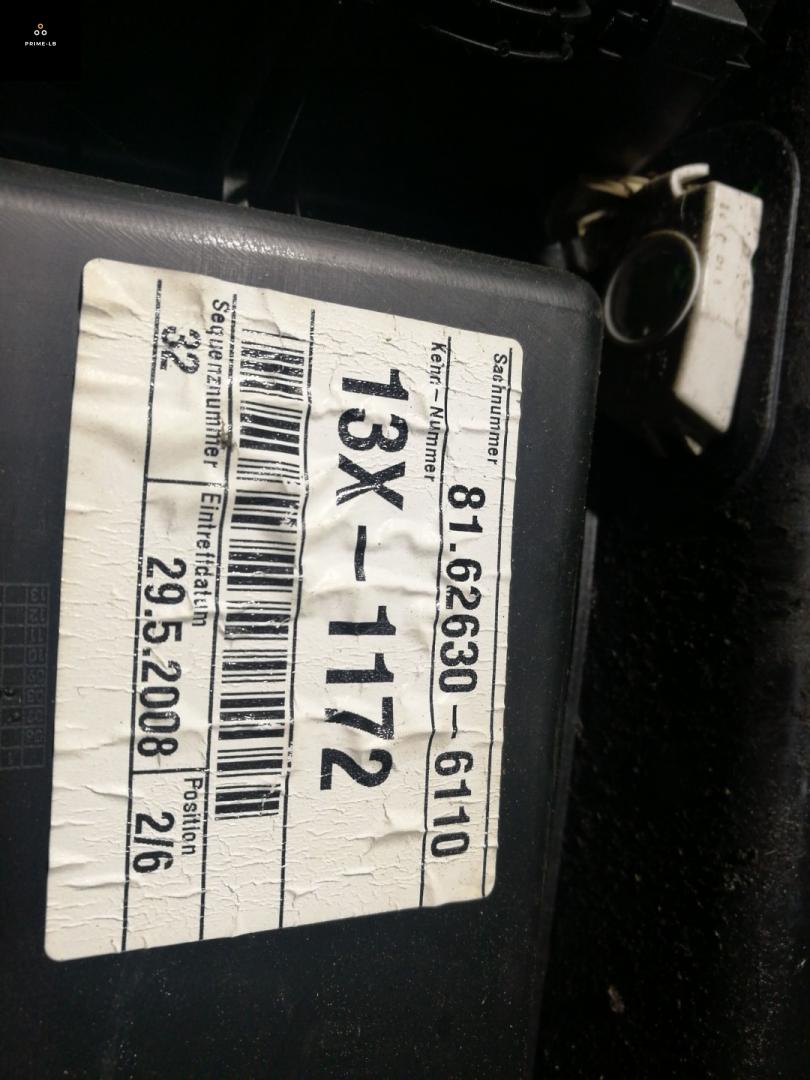 PRIME-LB
Sachnummer
81.62630-6110
Kenn-Nummer
13X-1172
Sequenznummer
32
Eintreffdatum
29.5.2008
Position
2/6